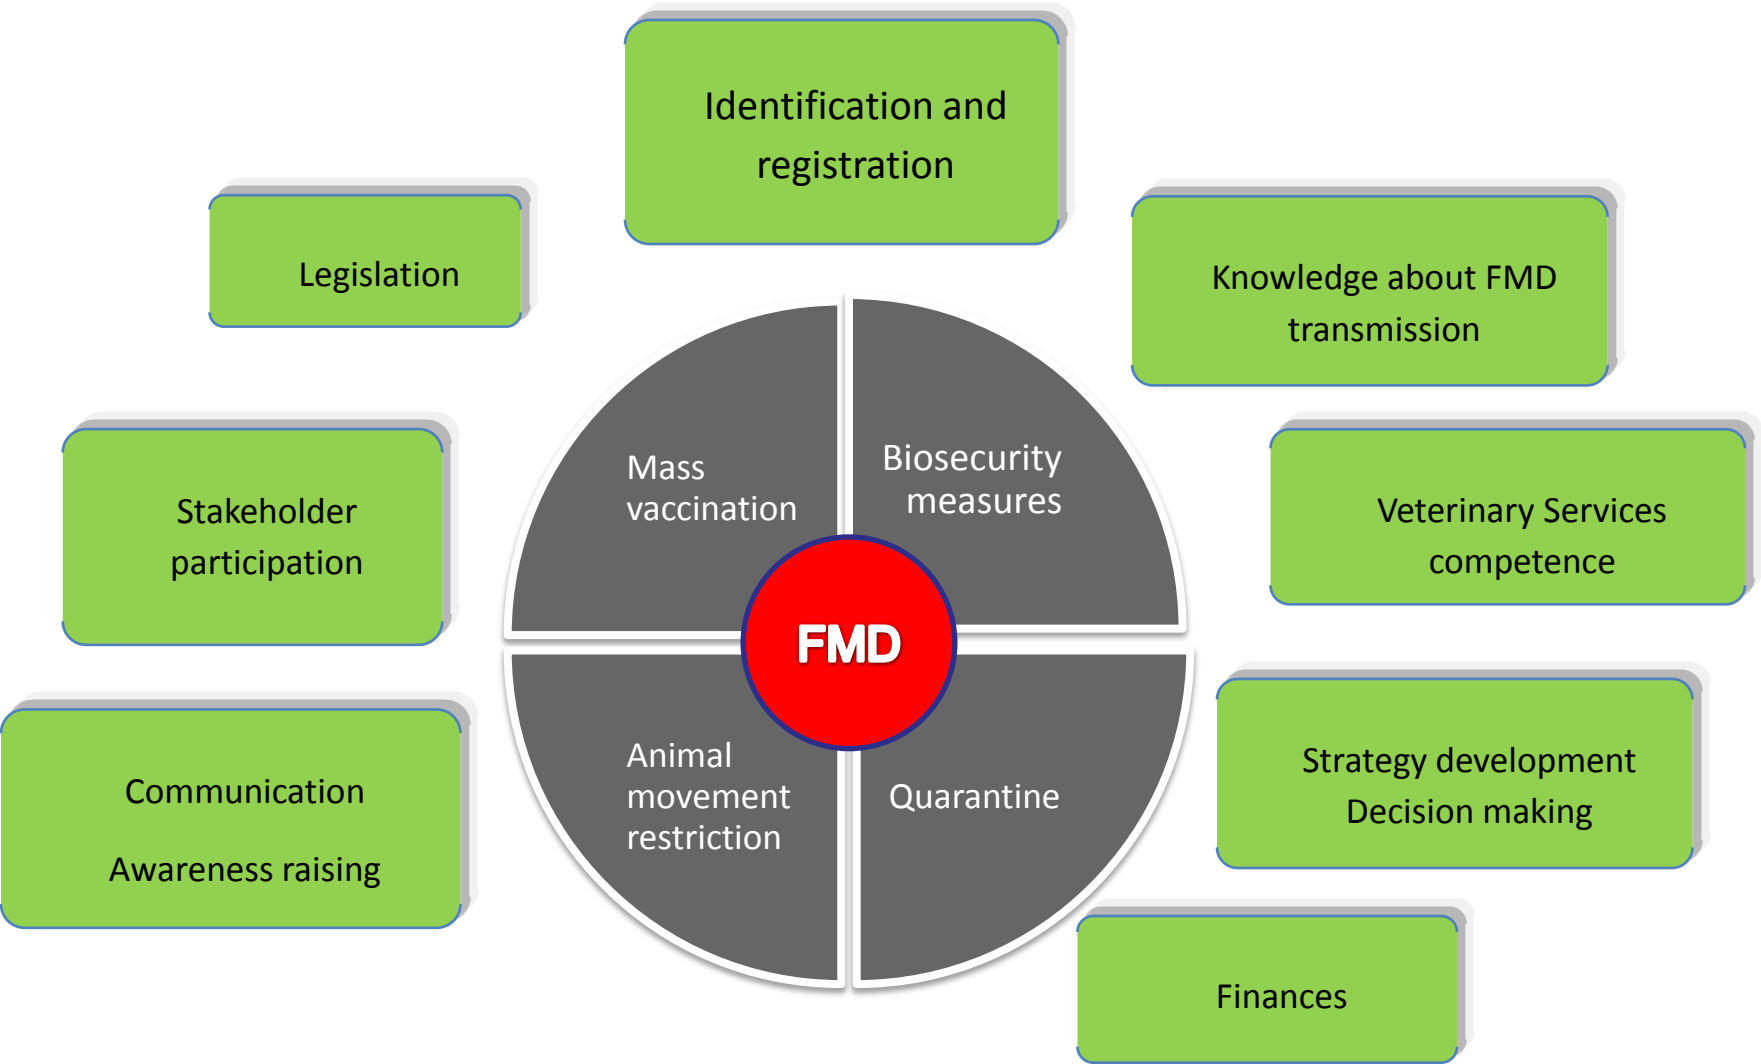 Identification and
registration
Legislation
Knowledge about FMD
transmission
Mass
vaccination
Biosecurity
measures
Stakeholder
participation
Veterinary Services
competence
FMD
Animal
movement
restriction
Quarantine
Communication
Awareness raising
Strategy development
Decision making
Finances